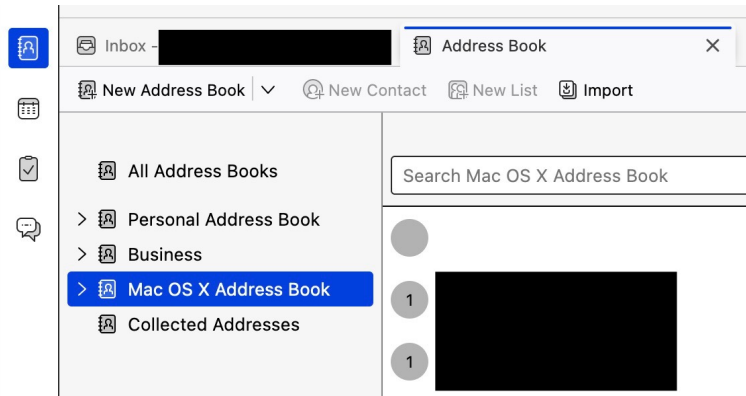 Inbox -
Address Book
New Address Book
New Contact
New List
Import
All Address Books
Personal Address Book
Business
Mac OS X Address Book
Collected Addresses
Search Mac OS X Address Book
1
1